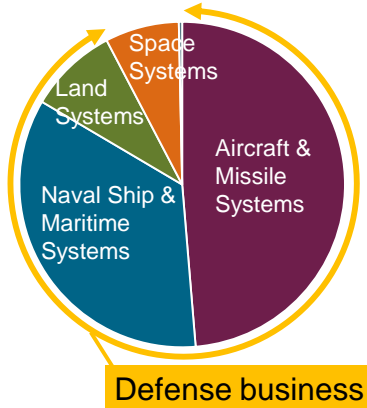 Space
Systems
Land
Systems
Aircraft &
Missile
Systems
Naval Ship &
Maritime
Systems
Defense business